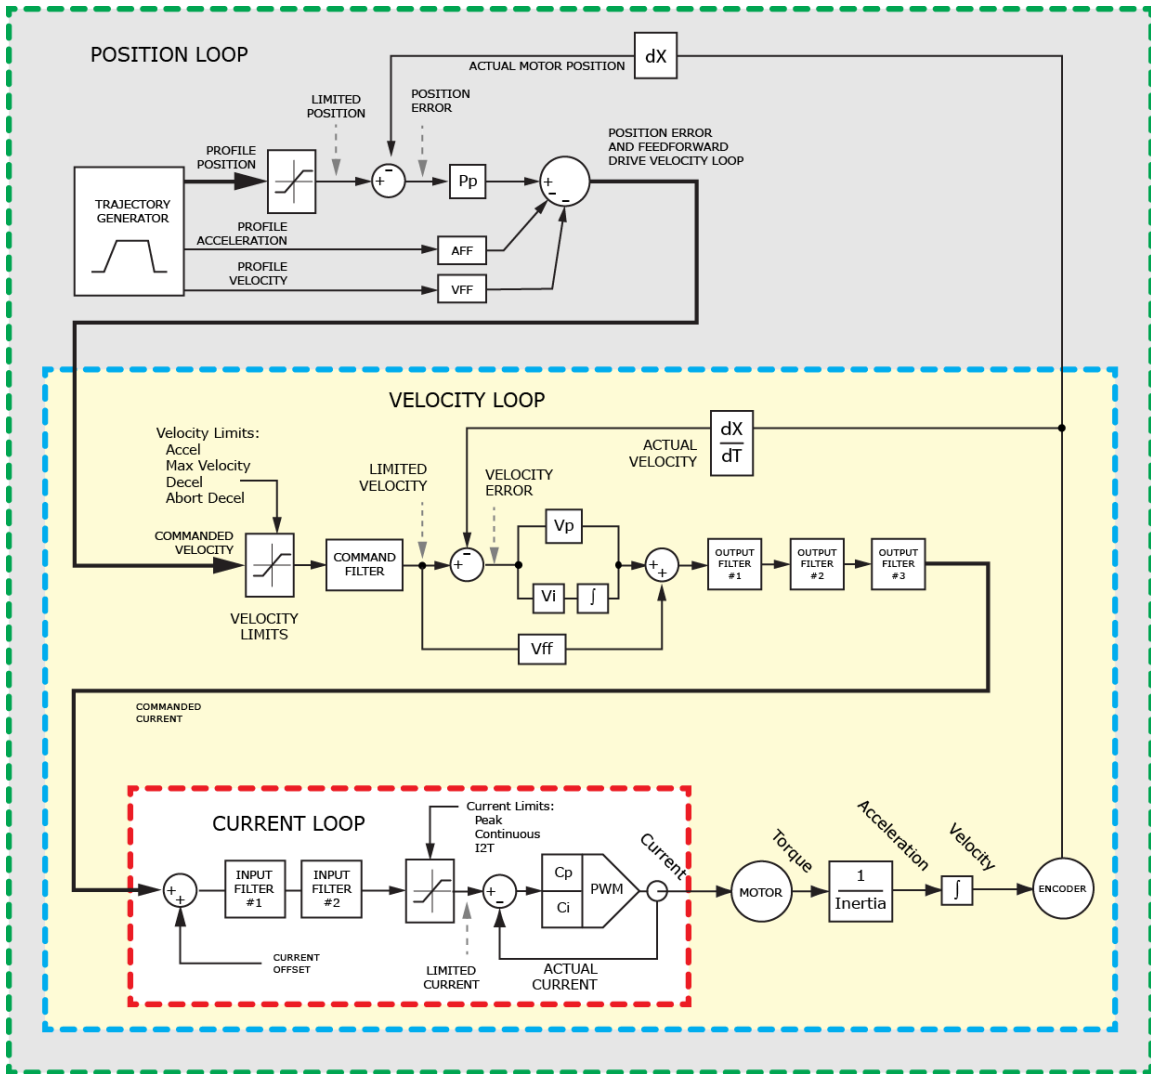 POSITION LOOP
dX
ACTUAL MOTOR POSITION
LIMITED
POSITION
POSITION
ERROR
POSITION ERROR
AND FEEDFORWARD
DRIVE VELOCITY LOOP
PROFILE
POSITION
TRAJECTORY
GENERATOR
+
-
Pp
+
-
-
PROFILE
ACCELERATION
AFF
PROFILE
VELOCITY
VFF
VELOCITY LOOP
dX
dT
ACTUAL
VELOCITY
Velocity Limits:
Accel
Max Velocity
Decel
Abort Decel
LIMITED
VELOCITY
VELOCITY
ERROR
COMMANDED
VELOCITY
VELOCITY
LIMITS
COMMAND
FILTER
+
-
Vp
Vi
∫
+
+
Vff
OUTPUT
FILTER
#1
OUTPUT
FILTER
#2
OUTPUT
FILTER
#3
COMMANDED
CURRENT
CURRENT LOOP
Current Limits:
Peak
Continuous
I2T
+
+
INPUT
FILTER
#1
INPUT
FILTER
#2
+
-
Cp
Ci
PWM
Current
CURRENT
OFFSET
LIMITED
CURRENT
ACTUAL
CURRENT
MOTOR
Torque
1
Inertia
Acceleration
∫
Velocity
ENCODER